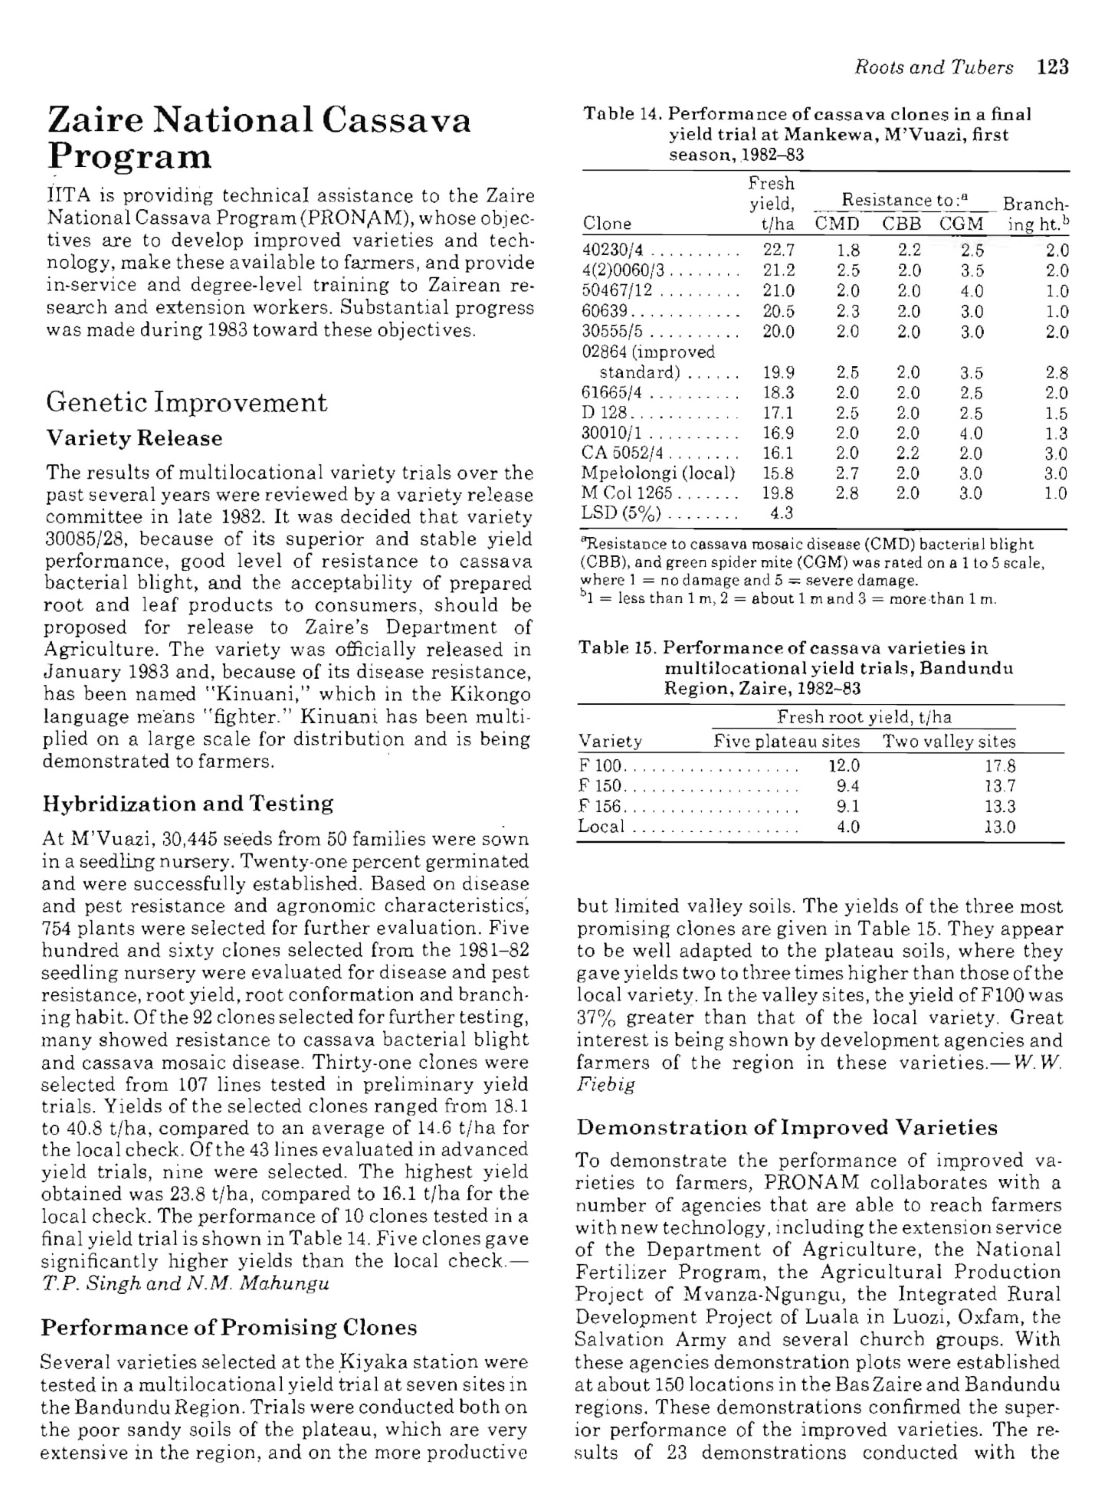 Roots and Tubers 123
Zaire National Cassava
Program
IITA is providing technical assistance to the Zaire
National Cassava Program (PRONAM), whose objec-
tives are to develop improved varieties and tech-
nology, make these available to farmers, and provide
in-service and degree-level training to Zairean re-
search and extension workers. Substantial progress
was made during 1983 toward these objectives.
Genetic Improvement
Variety Release
The results of multilocational variety trials over the
past several years were reviewed by a variety release
committee in late 1982. It was decided that variety
30085/28, because of its superior and stable yield
performance, good level of resistance to cassava
bacterial blight, and the acceptability of prepared
root and leaf products to consumers, should be
proposed for release to Zaire's Department of
Agriculture. The variety was officially released in
January 1983 and, because of its disease resistance,
has been named "Kinuani," which in the Kikongo
language means "fighter." Kinuani has been multi-
plied on a large scale for distribution and is being
demonstrated to farmers.
Hybridization and Testing
At M'Vuazi, 30,445 seeds from 50 families were sown
in a seedling nursery. Twenty-one percent germinated
and were successfully established. Based on disease
and pest resistance and agronomic characteristics,
754 plants were selected for further evaluation. Five
hundred and sixty clones selected from the 1981–82
seedling nursery were evaluated for disease and pest
resistance, root yield, root conformation and branch-
ing habit. Of the 92 clones selected for further testing,
many showed resistance to cassava bacterial blight
and cassava mosaic disease. Thirty-one clones were
selected from 107 lines tested in preliminary yield
trials. Yields of the selected clones ranged from 18.1
to 40.8 t/ha, compared to an average of 14.6 t/ha for
the local check. Of the 43 lines evaluated in advanced
yield trials, nine were selected. The highest yield
obtained was 23.8 t/ha, compared to 16.1 t/ha for the
local check. The performance of 10 clones tested in a
final yield trial is shown in Table 14. Five clones gave
significantly higher yields than the local check.—
T.P. Singh and N.M. Mahungu
Performance of Promising Clones
Several varieties selected at the Kiyaka station were
tested in a multilocational yield trial at seven sites in
the Bandundu Region. Trials were conducted both on
the poor sandy soils of the plateau, which are very
extensive in the region, and on the more productive
Table 14. Performance of cassava clones in a final
yield trial at Mankewa, M'Vuazi, first
season, 1982–83
Fresh
yield, Resistance to:ᵃ Branch-
Clone t/ha CMD CBB CGM ing ht.ᵇ
40230/4 .......... 22.7 1.8 2.2 2.5 2.0
4(2)0060/3 ........ 21.2 2.5 2.0 3.5 2.0
50467/12 ......... 21.0 2.0 2.0 4.0 1.0
60639............ 20.5 2.3 2.0 3.0 1.0
30555/5 .......... 20.0 2.0 2.0 3.0 2.0
02864 (improved
standard) ...... 19.9 2.5 2.0 3.5 2.8
61665/4 .......... 18.3 2.0 2.0 2.5 2.0
D 128............ 17.1 2.5 2.0 2.5 1.5
30010/1 .......... 16.9 2.0 2.0 4.0 1.3
CA 5052/4 ........ 16.1 2.0 2.2 2.0 3.0
Mpelolongi (local) 15.8 2.7 2.0 3.0 3.0
M Col 1265 ....... 19.8 2.8 2.0 3.0 1.0
LSD (5%) ........ 4.3
ᵃResistance to cassava mosaic disease (CMD) bacterial blight
(CBB), and green spider mite (CGM) was rated on a 1 to 5 scale,
where 1 = no damage and 5 = severe damage.
ᵇ1 = less than 1 m, 2 = about 1 m and 3 = more than 1 m.
Table 15. Performance of cassava varieties in
multilocational yield trials, Bandundu
Region, Zaire, 1982–83
Fresh root yield, t/ha
Variety Five plateau sites Two valley sites
F 100................... 12.0 17.8
F 150................... 9.4 13.7
F 156................... 9.1 13.3
Local .................. 4.0 13.0
but limited valley soils. The yields of the three most
promising clones are given in Table 15. They appear
to be well adapted to the plateau soils, where they
gave yields two to three times higher than those of the
local variety. In the valley sites, the yield of F100 was
37% greater than that of the local variety. Great
interest is being shown by development agencies and
farmers of the region in these varieties.—W.W.
Fiebig
Demonstration of Improved Varieties
To demonstrate the performance of improved va-
rieties to farmers, PRONAM collaborates with a
number of agencies that are able to reach farmers
with new technology, including the extension service
of the Department of Agriculture, the National
Fertilizer Program, the Agricultural Production
Project of Mvanza-Ngungu, the Integrated Rural
Development Project of Luala in Luozi, Oxfam, the
Salvation Army and several church groups. With
these agencies demonstration plots were established
at about 150 locations in the Bas Zaire and Bandundu
regions. These demonstrations confirmed the super-
ior performance of the improved varieties. The re-
sults of 23 demonstrations conducted with the